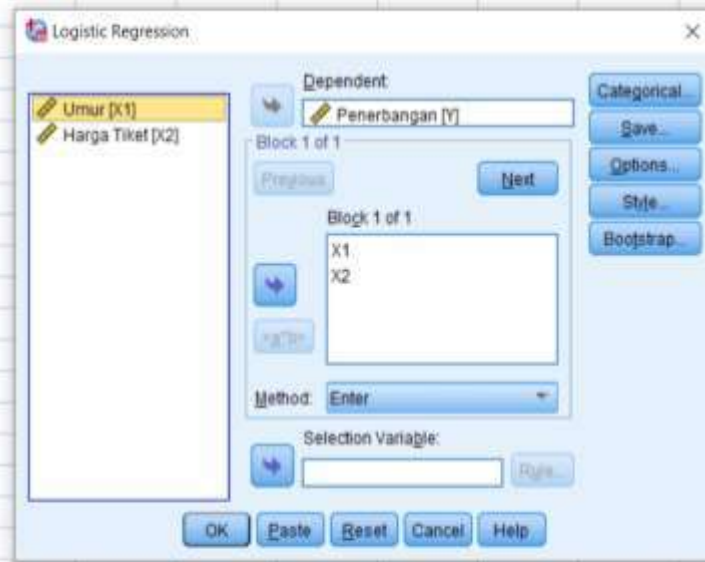 Logistic Regression
Umur [X1]
Harga Tiket [X2]
Dependent:
Penerbangan [Y]
Block 1 of 1
Previous
Next
Block 1 of 1
X1
X2
>a*b>
Method:
Enter
Selection Variable:
Rule...
Categorical...
Save...
Options...
Style...
Bootstrap...
OK
Paste
Reset
Cancel
Help